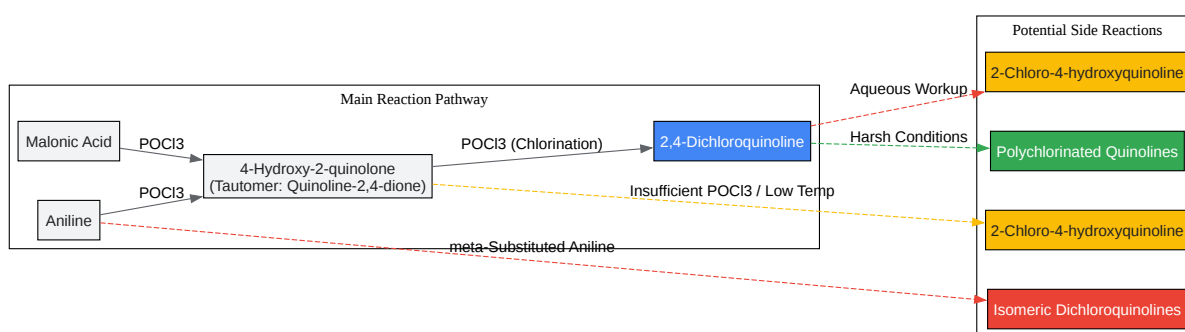 Potential Side Reactions
2-Chloro-4-hydroxyquinoline
Aqueous Workup
Main Reaction Pathway
Malonic Acid
POCl3
POCl3 (Chlorination)
2,4-Dichloroquinoline
Harsh Conditions
Polychlorinated Quinolines
4-Hydroxy-2-quinolone
(Tautomer: Quinoline-2,4-dione)
POCl3
Insufficient POCl3 / Low Temp
Aniline
2-Chloro-4-hydroxyquinoline
meta-Substituted Aniline
Isomeric Dichloroquinolines